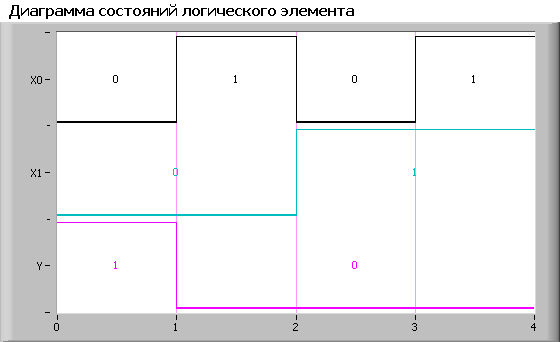 Диаграмма состояний логического элемента
X0 0 1 0 1
X1 0 1
Y 1 0
0 1 2 3 4